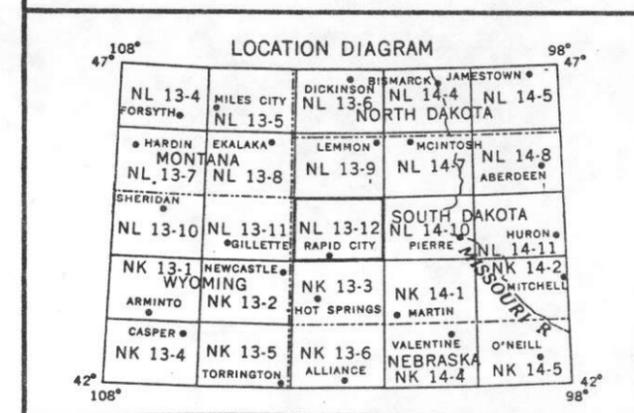 LOCATION DIAGRAM
108°
98°
47°
47°
NL 13-4
FORSYTH
MILES CITY
NL 13-5
DICKINSON
NL 13-6
BISMARCK
NL 14-4
JAMESTOWN
NL 14-5
NORTH DAKOTA
HARDIN
MONTANA
NL 13-7
EKALAKA
NL 13-8
LEMMON
NL 13-9
MCINTOSH
NL 14-7
NL 14-8
ABERDEEN
SHERIDAN
NL 13-10
NL 13-11
GILLETTE
NL 13-12
RAPID CITY
SOUTH DAKOTA
NL 14-10
PIERRE
HURON
NL 14-11
NK 13-1
WYOMING
ARMINTO
NEWCASTLE
NK 13-2
NK 13-3
HOT SPRINGS
NK 14-1
MARTIN
MISSOURY R
NK 14-2
MITCHELL
CASPER
NK 13-4
NK 13-5
TORRINGTON
NK 13-6
ALLIANCE
VALENTINE
NEBRASKA
NK 14-4
O'NEILL
NK 14-5
42°
42°
108°
98°